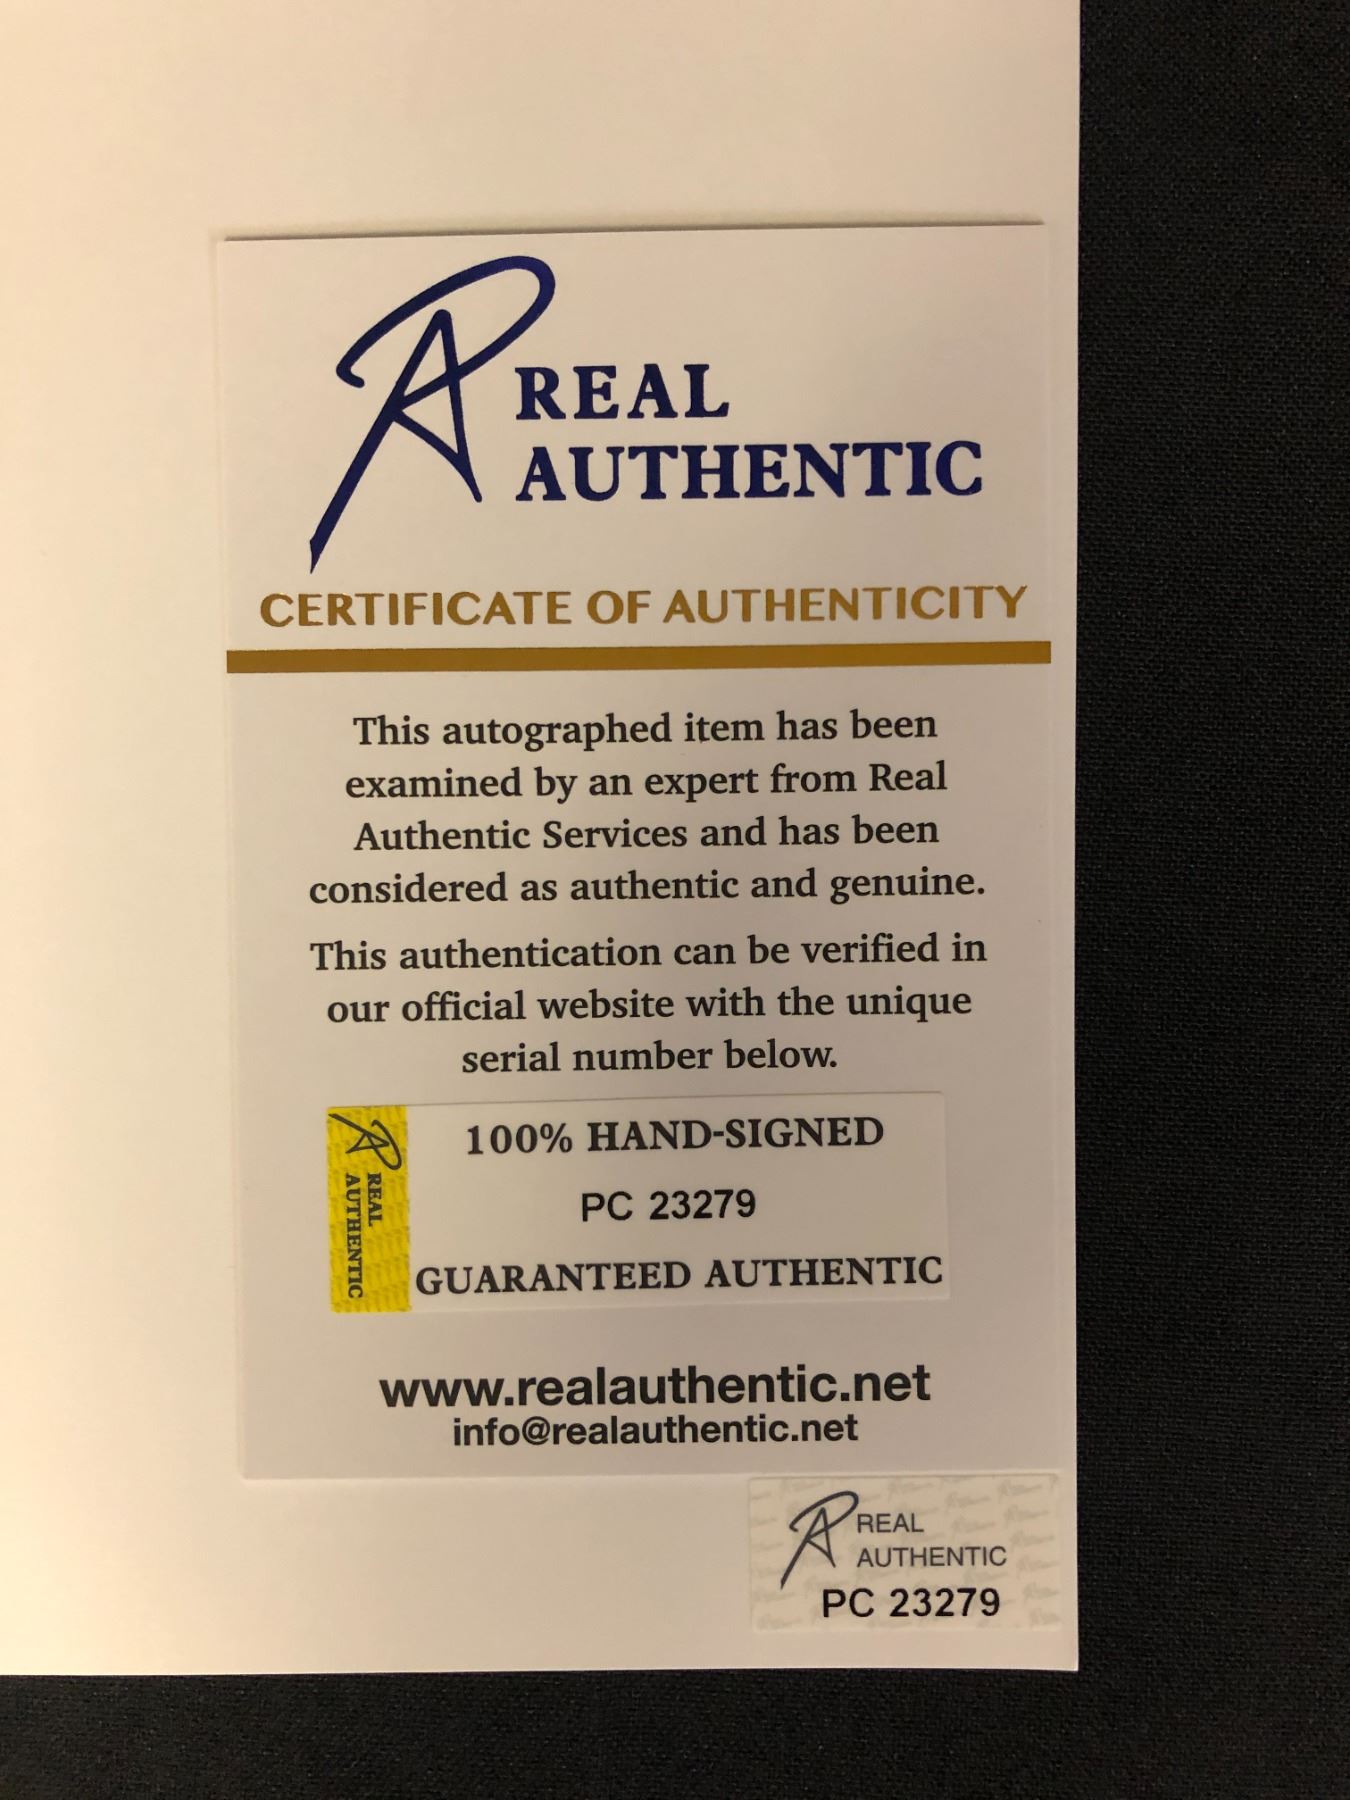 REAL
AUTHENTIC
CERTIFICATE OF AUTHENTICITY
This autographed item has been
examined by an expert from Real
Authentic Services and has been
considered as authentic and genuine.
This authentication can be verified in
our official website with the unique
serial number below.
REAL
AUTHENTIC
100% HAND-SIGNED
PC 23279
GUARANTEED AUTHENTIC
www.realauthentic.net
info@realauthentic.net
REAL
AUTHENTIC
PC 23279